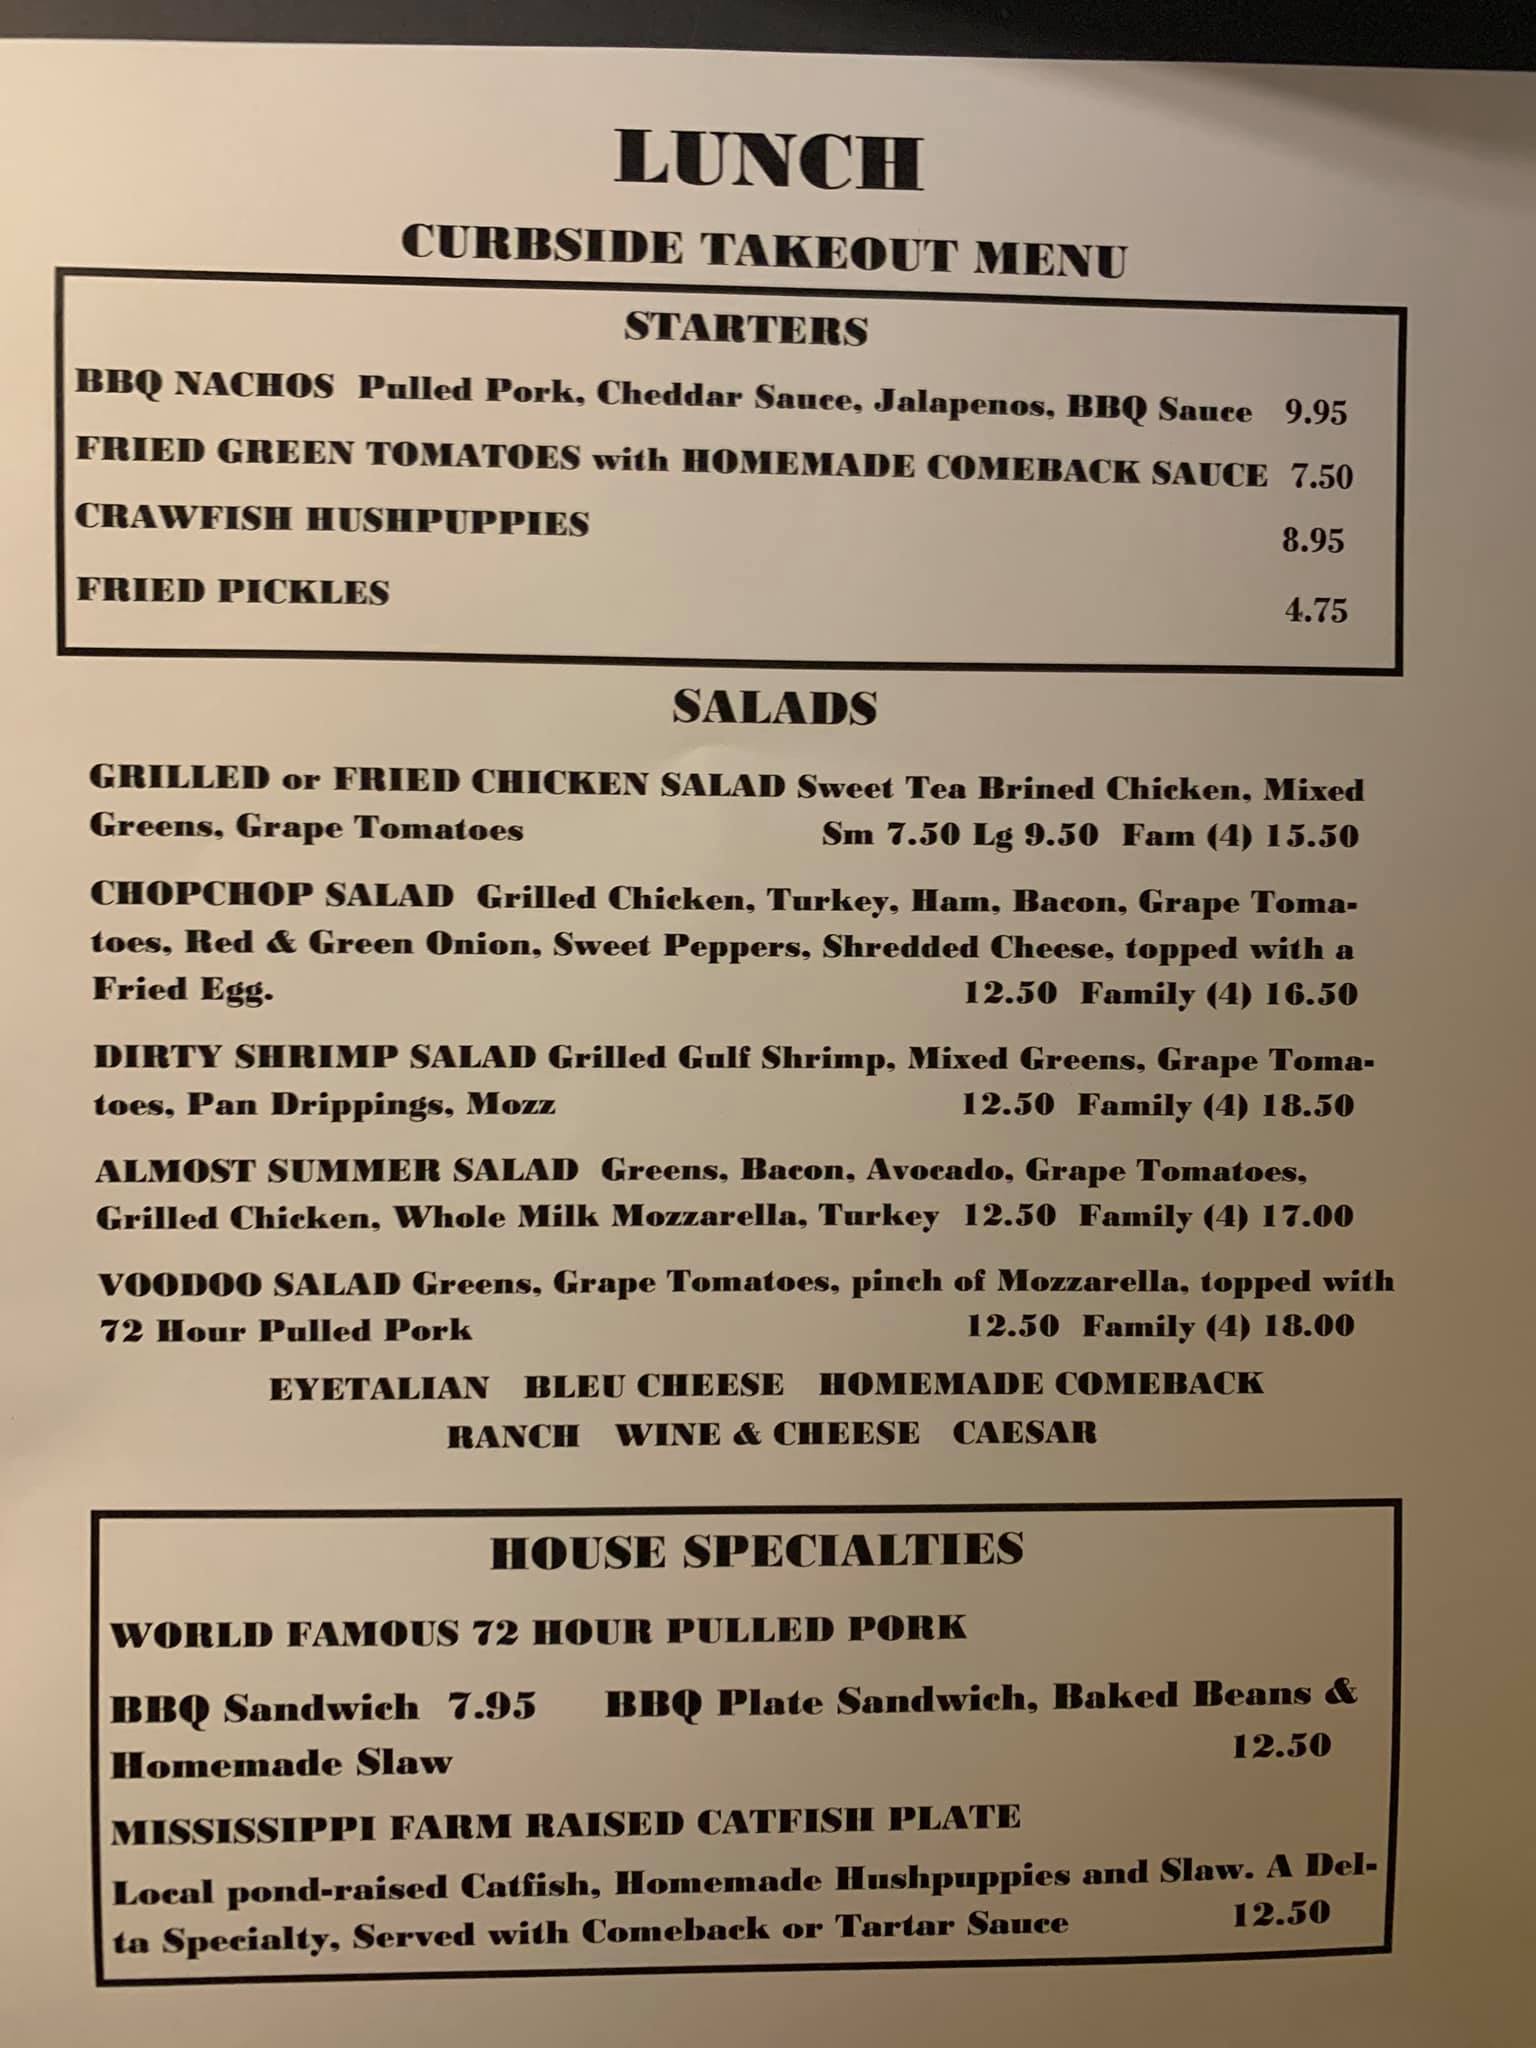 LUNCH
CURBSIDE TAKEOUT MENU
STARTERS
BBQ NACHOS Pulled Pork, Cheddar Sauce, Jalapenos, BBQ Sauce 9.95
FRIED GREEN TOMATOES with HOMEMADE COMEBACK SAUCE 7.50
CRAWFISH HUSHPUPPIES 8.95
FRIED PICKLES 4.75
SALADS
GRILLED or FRIED CHICKEN SALAD Sweet Tea Brined Chicken, Mixed
Greens, Grape Tomatoes Sm 7.50 Lg 9.50 Fam (4) 15.50
CHOPCHOP SALAD Grilled Chicken, Turkey, Ham, Bacon, Grape Toma-
toes, Red & Green Onion, Sweet Peppers, Shredded Cheese, topped with a
Fried Egg. 12.50 Family (4) 16.50
DIRTY SHRIMP SALAD Grilled Gulf Shrimp, Mixed Greens, Grape Toma-
toes, Pan Drippings, Mozz 12.50 Family (4) 18.50
ALMOST SUMMER SALAD Greens, Bacon, Avocado, Grape Tomatoes,
Grilled Chicken, Whole Milk Mozzarella, Turkey 12.50 Family (4) 17.00
VOODOO SALAD Greens, Grape Tomatoes, pinch of Mozzarella, topped with
72 Hour Pulled Pork 12.50 Family (4) 18.00
EYETALIAN BLEU CHEESE HOMEMADE COMEBACK
RANCH WINE & CHEESE CAESAR
HOUSE SPECIALTIES
WORLD FAMOUS 72 HOUR PULLED PORK
BBQ Sandwich 7.95 BBQ Plate Sandwich, Baked Beans &
Homemade Slaw 12.50
MISSISSIPPI FARM RAISED CATFISH PLATE
Local pond-raised Catfish, Homemade Hushpuppies and Slaw. A Del-
ta Specialty, Served with Comeback or Tartar Sauce 12.50